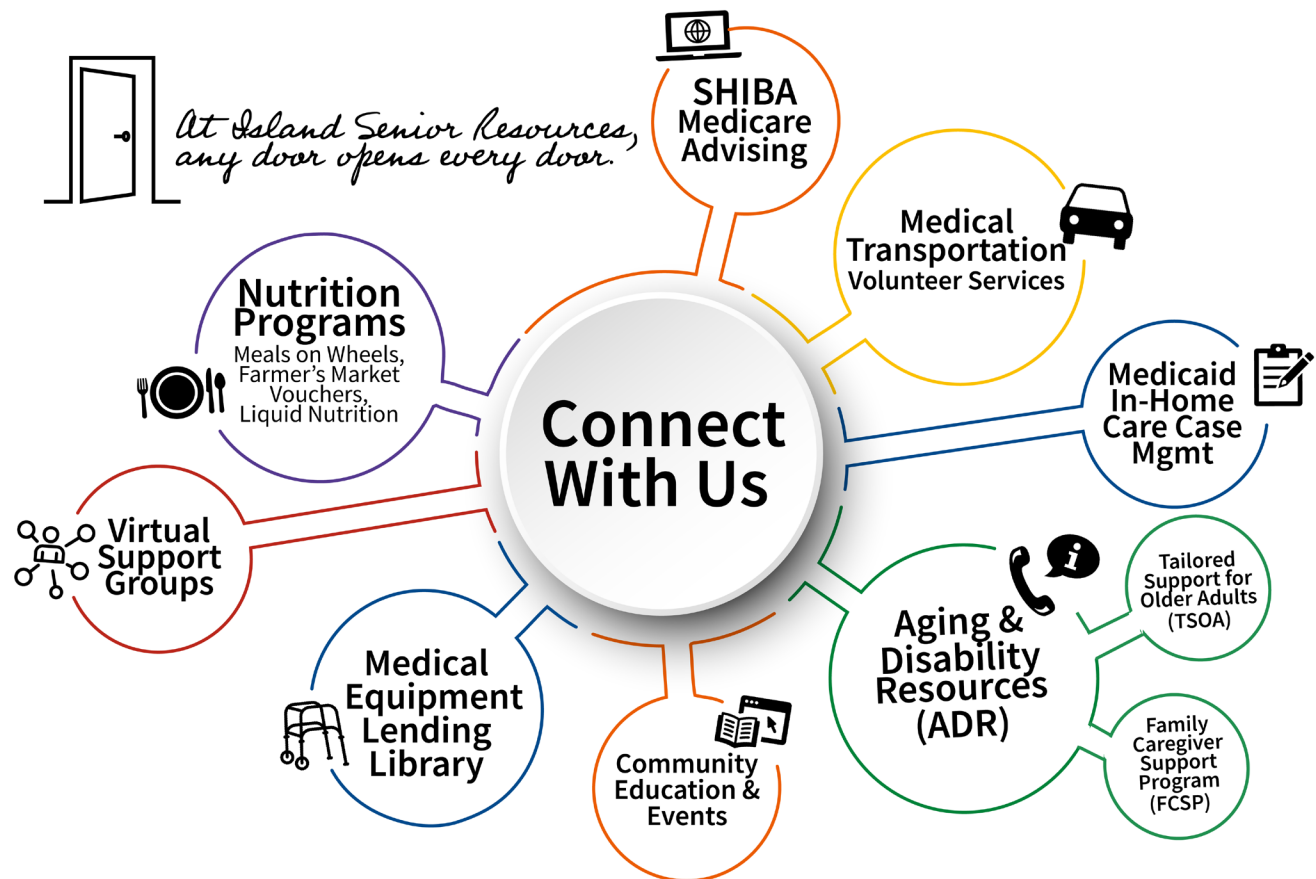 At Island Senior Resources,
any door opens every door.
SHIBA
Medicare
Advising
Medical
Transportation
Volunteer Services
Medicaid
In-Home
Care Case
Mgmt
Nutrition
Programs
Meals on Wheels,
Farmer's Market
Vouchers,
Liquid Nutrition
Connect
With Us
Virtual
Support
Groups
Medical
Equipment
Lending
Library
Community
Education &
Events
i
Aging &
Disability
Resources
(ADR)
Tailored
Support for
Older Adults
(TSOA)
Family
Caregiver
Support
Program
(FCSP)